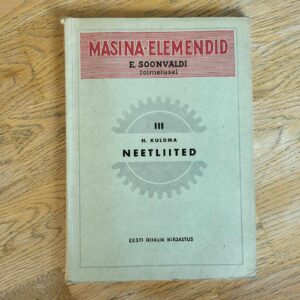 MASINA-ELEMENDID
E. SOONVALDI
toimetusel
III
H. KULDMA
NEETLIITED
EESTI RIIKLIK KIRJASTUS